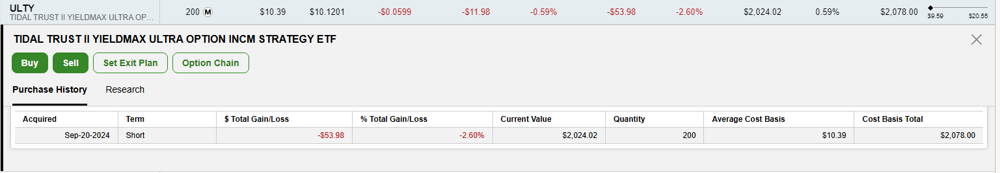 ULTY
TIDAL TRUST II YIELDMAX ULTRA OP...
200 M $10.39 $10.1201 -$0.0599 -$11.98 -0.59% -$53.98 -2.60% $2,024.02 0.59% $2,078.00
$9.59 $20.55
TIDAL TRUST II YIELDMAX ULTRA OPTION INCM STRATEGY ETF
Buy Sell Set Exit Plan Option Chain
Purchase History Research
Acquired Term $ Total Gain/Loss % Total Gain/Loss Current Value Quantity Average Cost Basis Cost Basis Total
Sep-20-2024 Short -$53.98 -2.60% $2,024.02 200 $10.39 $2,078.00